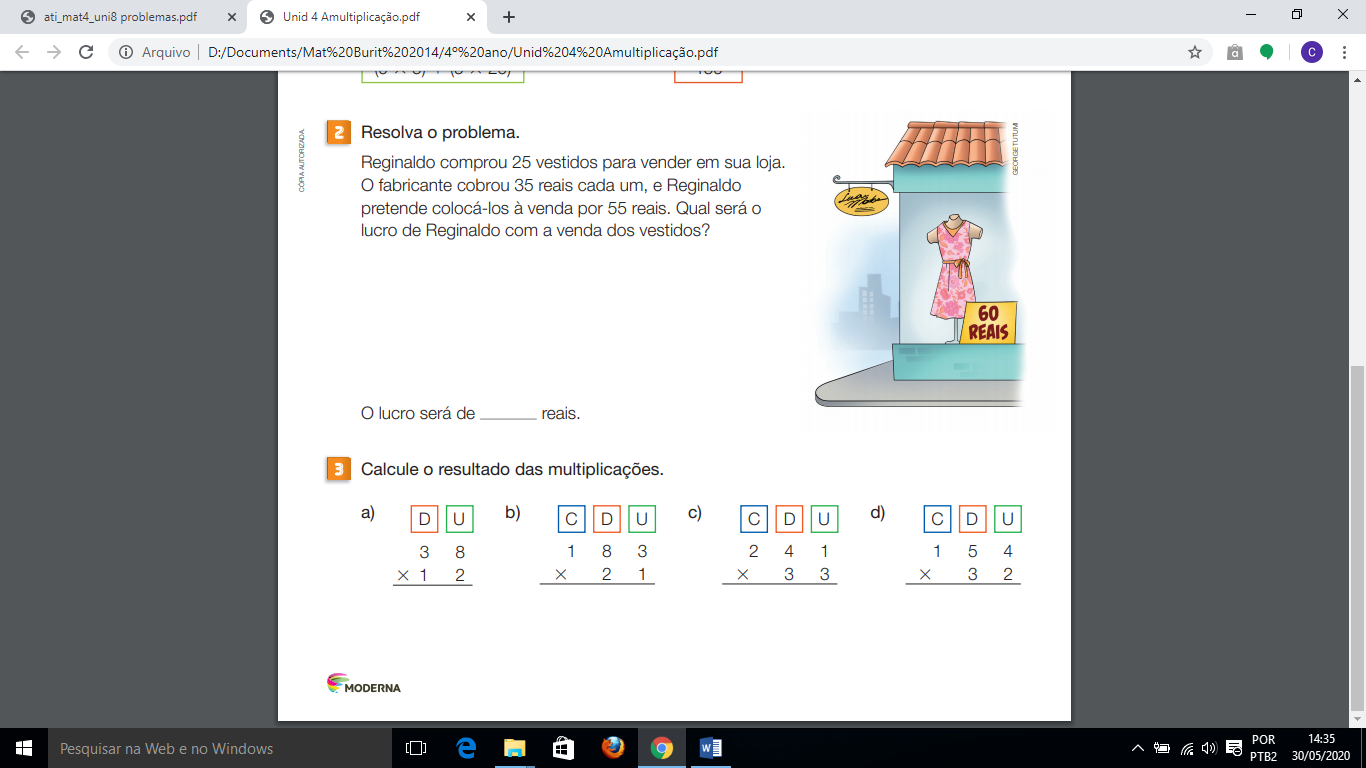 ati_mat4_uni8 problemas.pdf
Unid 4 Amultiplicação.pdf
Arquivo
D:/Documents/Mat%20Burit%202014/4º%20ano/Unid%204%20Amultiplicação.pdf
C
2 Resolva o problema.
CÓPIA AUTORIZADA.
GEORGE TUTUMI
Reginaldo comprou 25 vestidos para vender em sua loja.
O fabricante cobrou 35 reais cada um, e Reginaldo
pretende colocá-los à venda por 55 reais. Qual será o
lucro de Reginaldo com a venda dos vestidos?
60
REAIS
O lucro será de _______ reais.
3 Calcule o resultado das multiplicações.
a) D U b) C D U c) C D U d) C D U
3 8 1 8 3 2 4 1 1 5 4
× 1 2 × 2 1 × 3 3 × 3 2
MODERNA
Pesquisar na Web e no Windows
POR
PTB2
14:35
30/05/2020